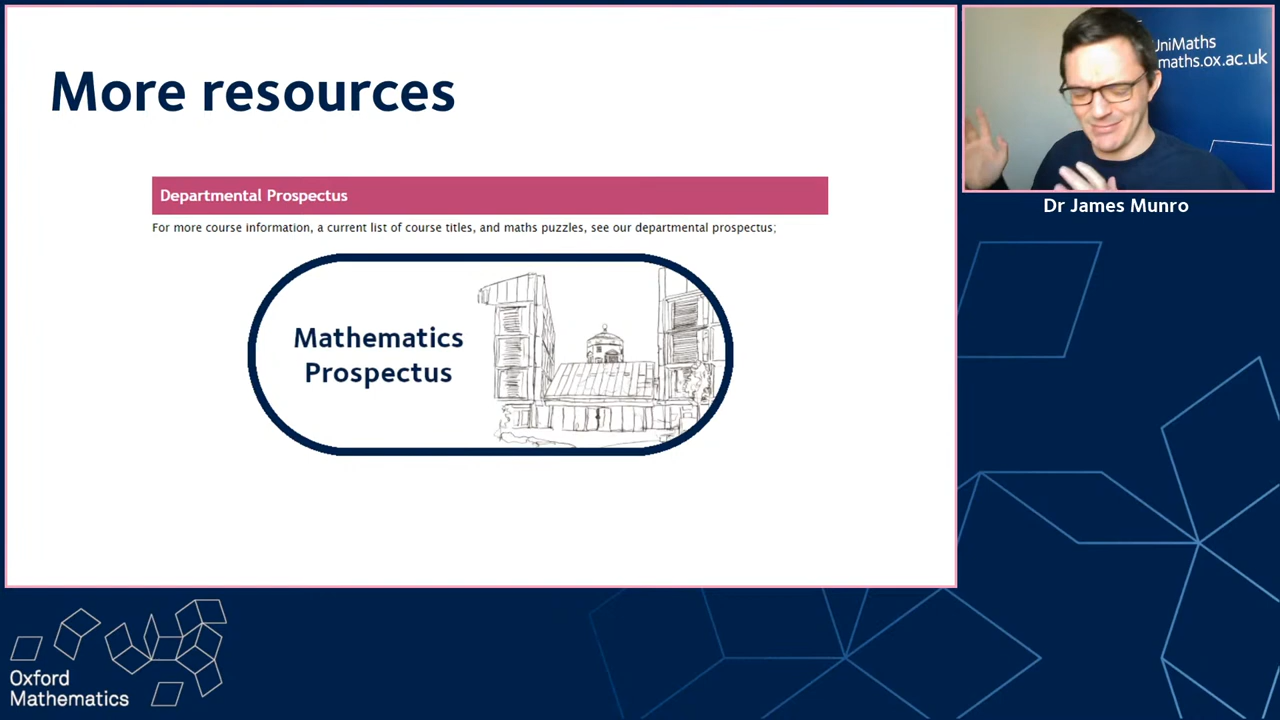 More resources
Departmental Prospectus
For more course information, a current list of course titles, and maths puzzles, see our departmental prospectus;
Mathematics
Prospectus
UniMaths
maths.ox.ac.uk
Dr James Munro
Oxford
Mathematics